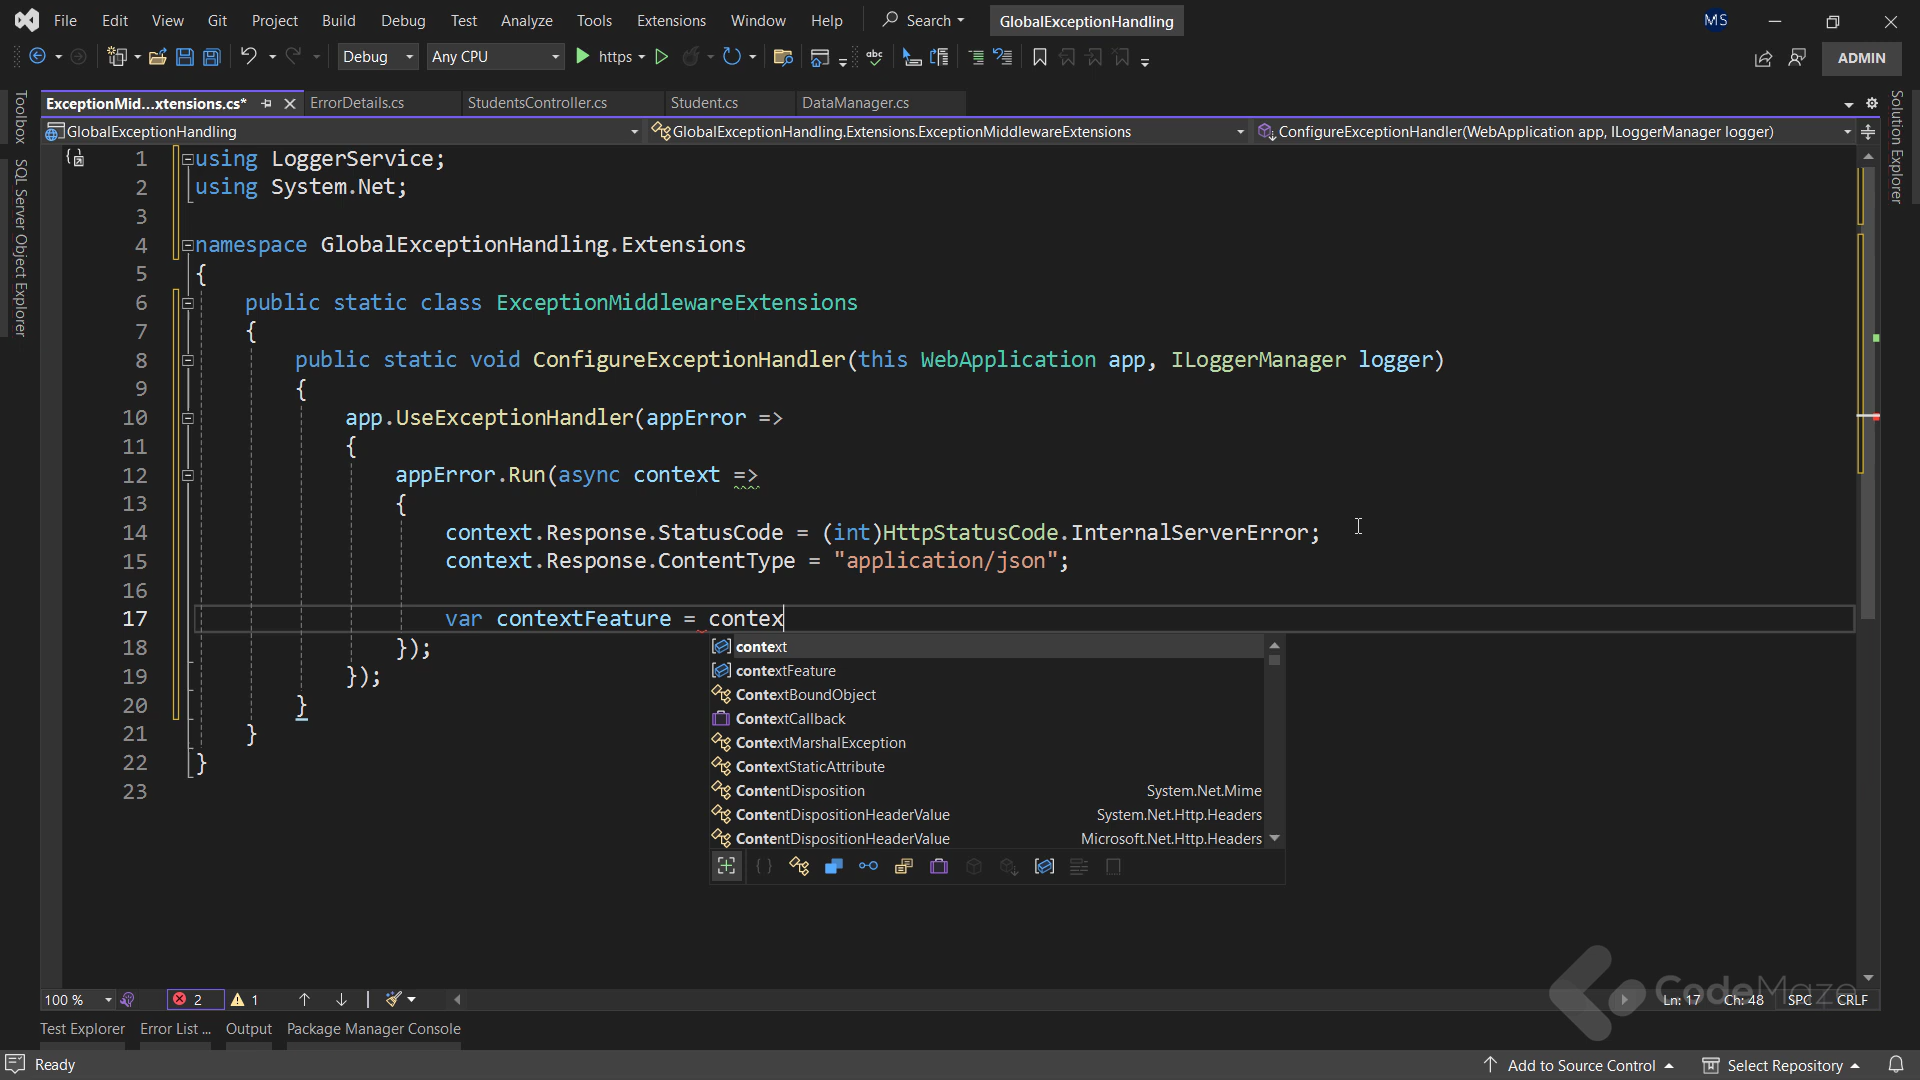 File Edit View Git Project Build Debug Test Analyze Tools Extensions Window Help Search GlobalExceptionHandling MS
Debug Any CPU https abc ADMIN
ExceptionMid...xtensions.cs* ErrorDetails.cs StudentsController.cs Student.cs DataManager.cs
GlobalExceptionHandling GlobalExceptionHandling.Extensions.ExceptionMiddlewareExtensions ConfigureExceptionHandler(WebApplication app, ILoggerManager logger)
Toolbox
SQL Server Object Explorer
Solution Explorer
1 using LoggerService;
2 using System.Net;
3
4 namespace GlobalExceptionHandling.Extensions
5 {
6 public static class ExceptionMiddlewareExtensions
7 {
8 public static void ConfigureExceptionHandler(this WebApplication app, ILoggerManager logger)
9 {
10 app.UseExceptionHandler(appError =>
11 {
12 appError.Run(async context =>
13 {
14 context.Response.StatusCode = (int)HttpStatusCode.InternalServerError;
15 context.Response.ContentType = "application/json";
16
17 var contextFeature = contex
18 });
19 });
20 }
21 }
22 }
23
context
contextFeature
ContextBoundObject
ContextCallback
ContextMarshalException
ContextStaticAttribute
ContentDisposition System.Net.Mime
ContentDispositionHeaderValue System.Net.Http.Headers
ContentDispositionHeaderValue Microsoft.Net.Http.Headers
CodeMaze
100 % 2 1 Ln: 17 Ch: 48 SPC CRLF
Test Explorer Error List ... Output Package Manager Console
Ready Add to Source Control Select Repository